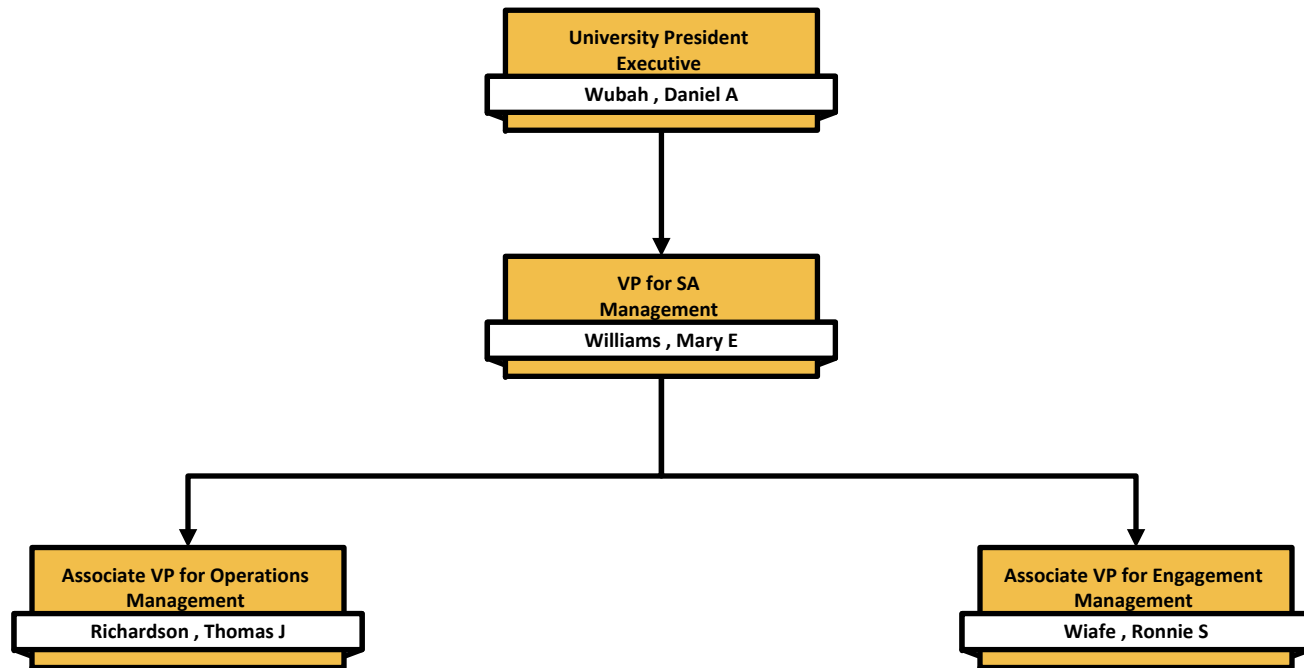 University President
Executive
Wubah , Daniel A
VP for SA
Management
Williams , Mary E
Associate VP for Operations
Management
Richardson , Thomas J
Associate VP for Engagement
Management
Wiafe , Ronnie S